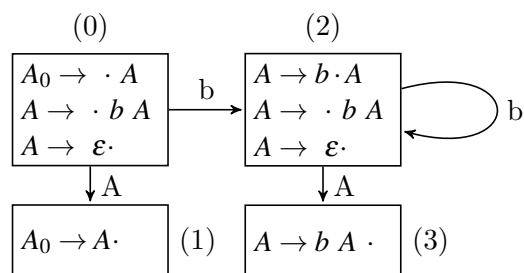 (0)
A₀ → · A
A → · b A
A → ε·
b
(2)
A → b · A
A → · b A
A → ε·
b
A
A
A₀ → A·
(1)
A → b A ·
(3)